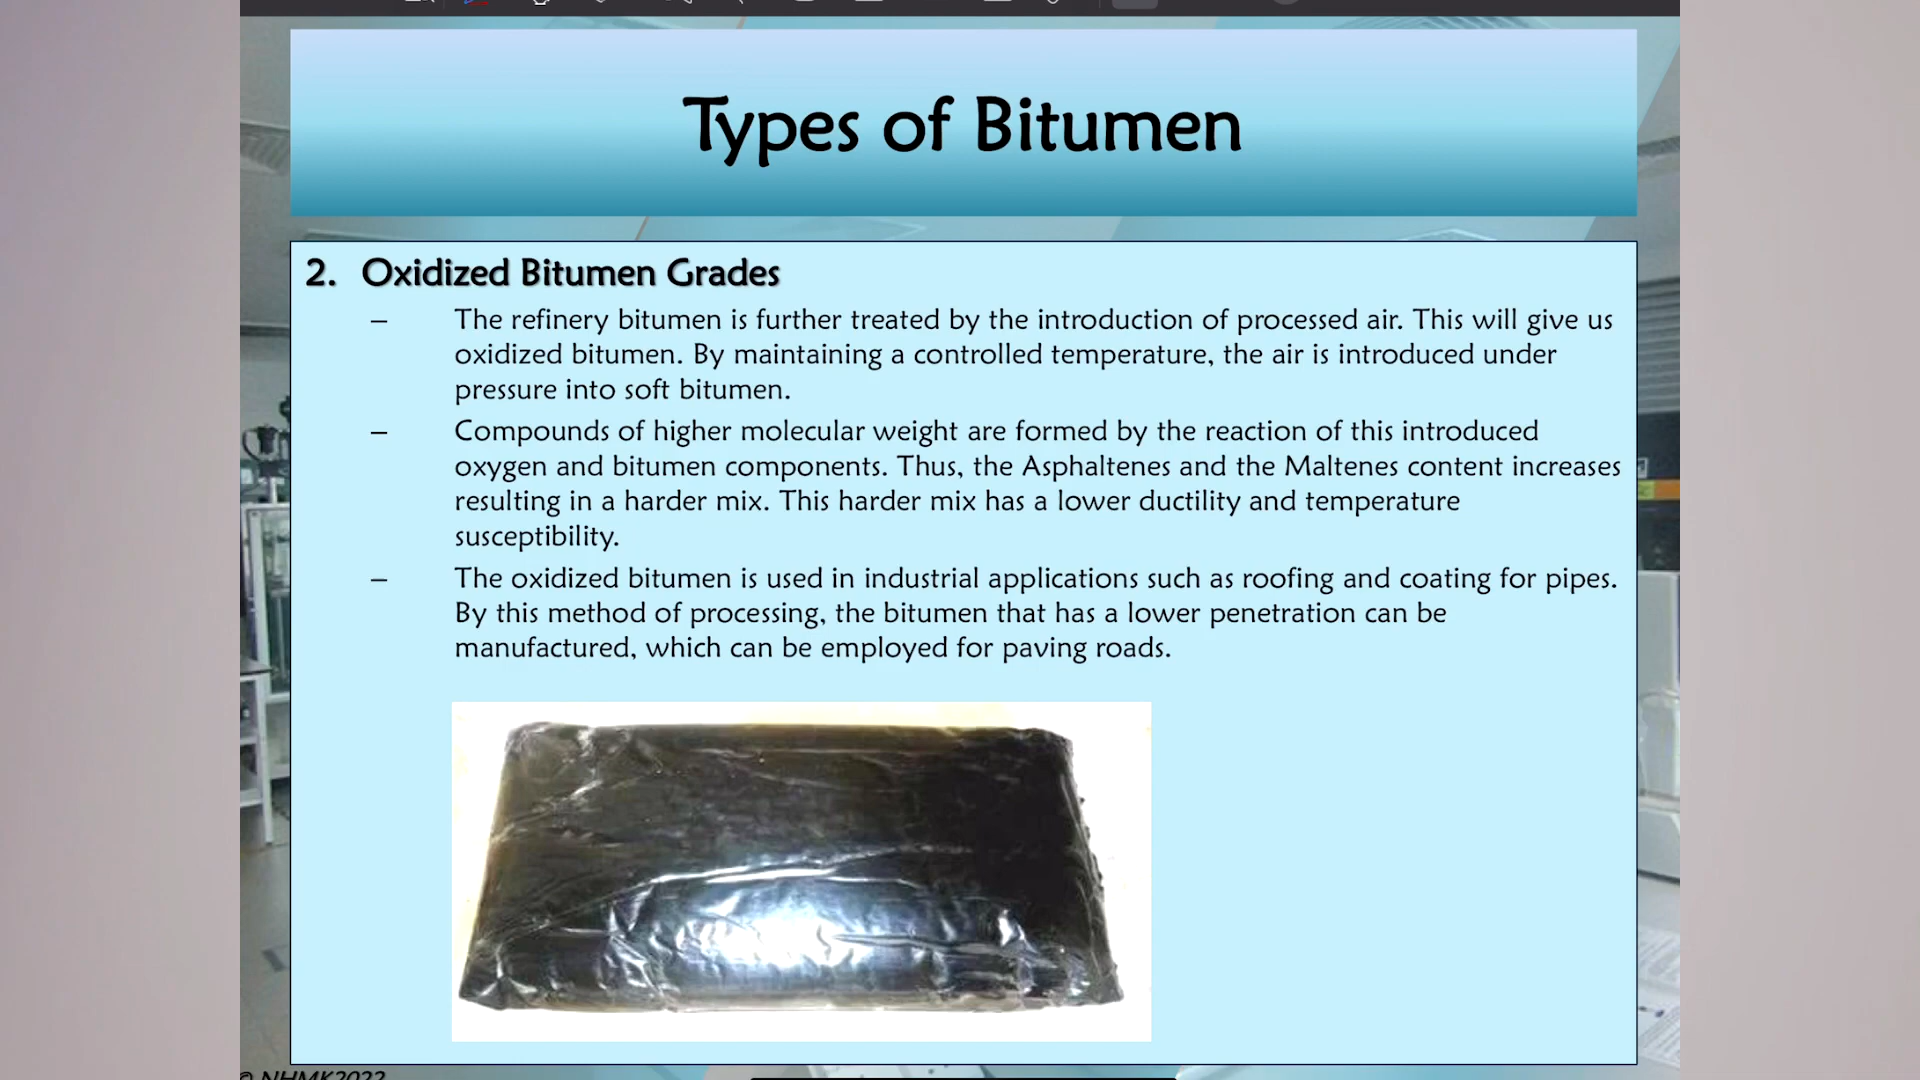 Types of Bitumen
2. Oxidized Bitumen Grades
– The refinery bitumen is further treated by the introduction of processed air. This will give us
oxidized bitumen. By maintaining a controlled temperature, the air is introduced under
pressure into soft bitumen.
– Compounds of higher molecular weight are formed by the reaction of this introduced
oxygen and bitumen components. Thus, the Asphaltenes and the Maltenes content increases
resulting in a harder mix. This harder mix has a lower ductility and temperature
susceptibility.
– The oxidized bitumen is used in industrial applications such as roofing and coating for pipes.
By this method of processing, the bitumen that has a lower penetration can be
manufactured, which can be employed for paving roads.
© NHMK2022